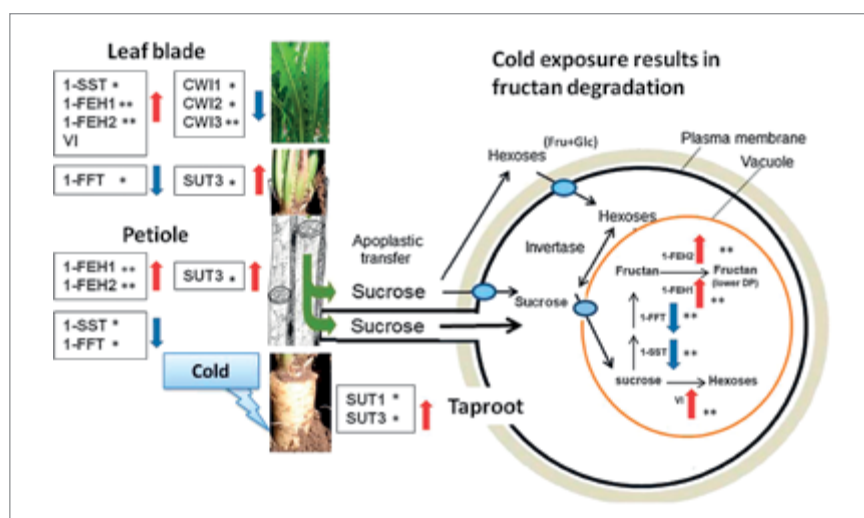 Leaf blade
1-SST *
1-FEH1 **
1-FEH2 **
VI
CWI1 *
CWI2 *
CWI3 **
1-FFT *
SUT3 *
Petiole
1-FEH1 **
1-FEH2 **
SUT3 *
1-SST *
1-FFT *
Cold
SUT1 *
SUT3 *
Taproot
Apoplastic
transfer
Sucrose
Sucrose
Cold exposure results in
fructan degradation
Plasma membrane
Vacuole
(Fru+Glc)
Hexoses
Hexoses
Invertase
Sucrose
1-FEH2 **
Fructan
Fructan
(lower DP)
1-FEH1 **
1-FFT **
1-SST **
sucrose
Hexoses
VI **